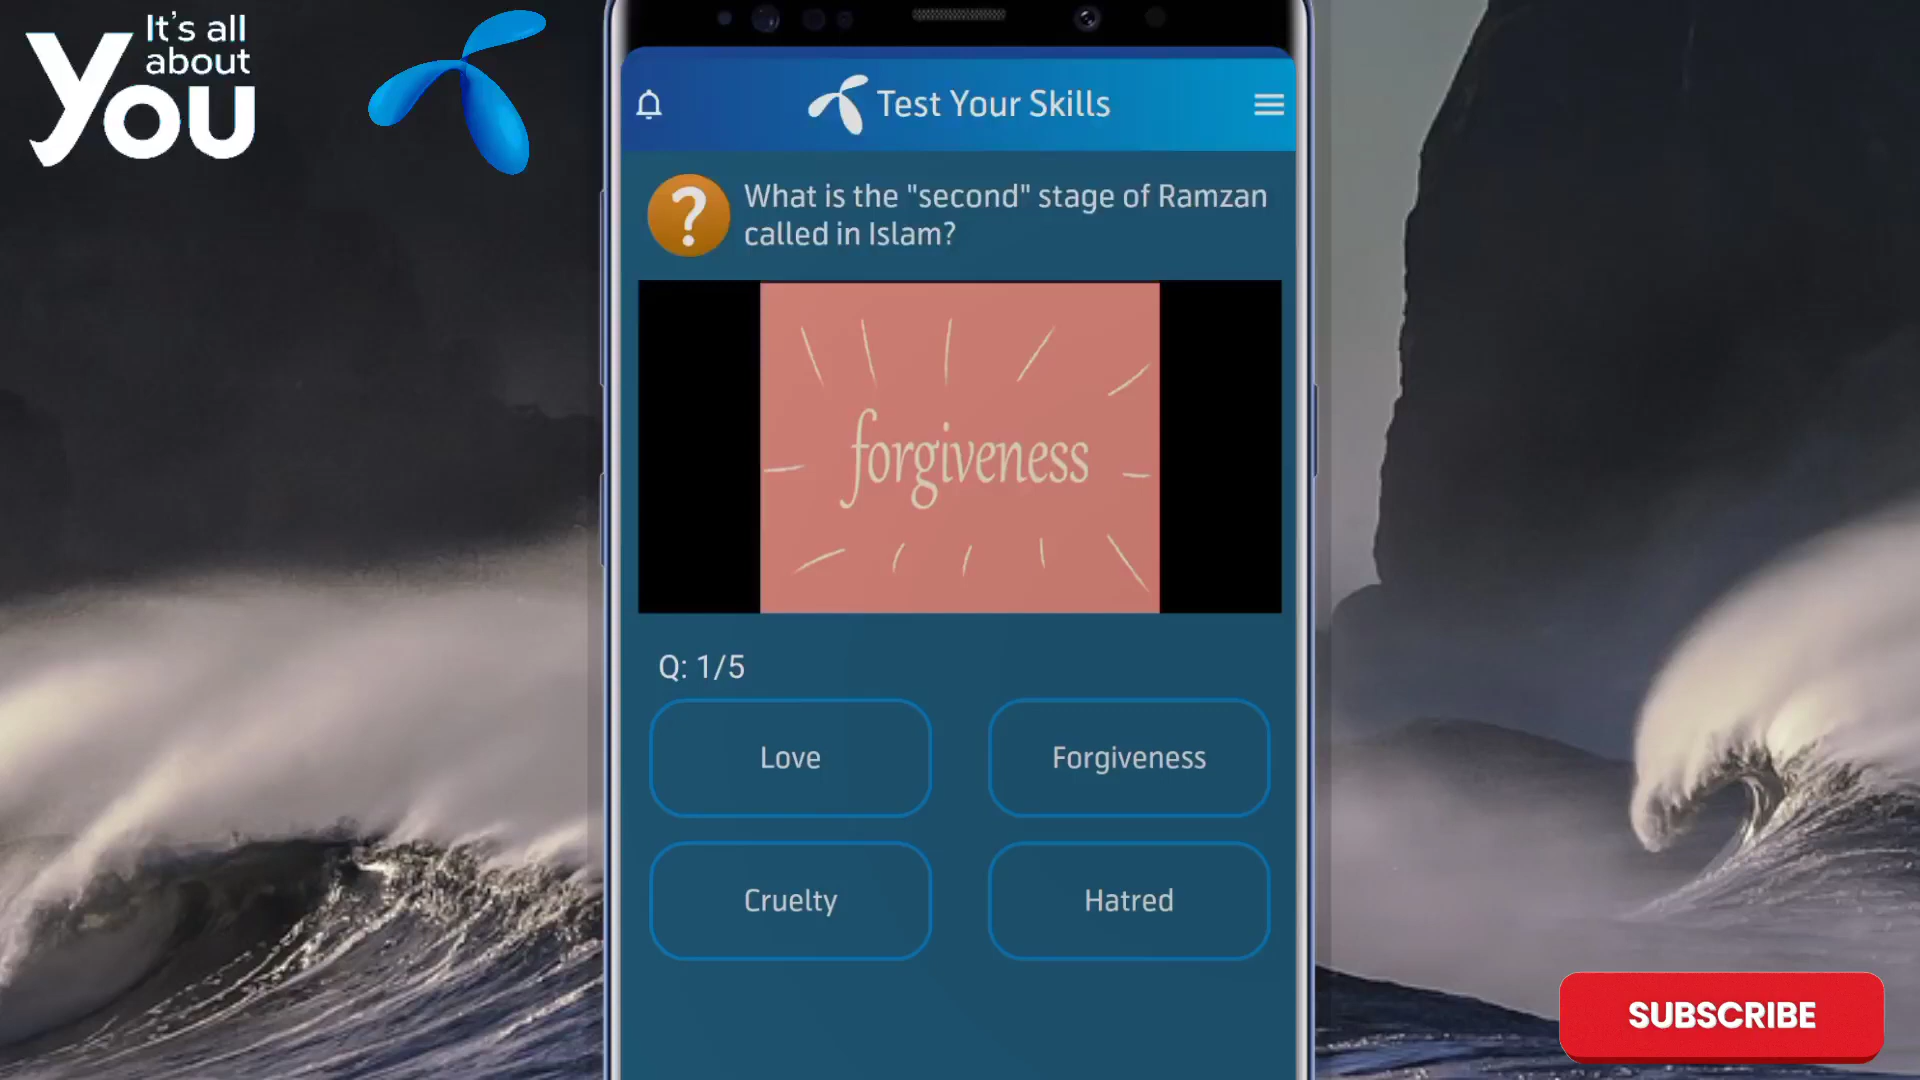 It's all
about
You
Test Your Skills
What is the "second" stage of Ramzan
called in Islam?
forgiveness
Q: 1/5
Love
Forgiveness
Cruelty
Hatred
SUBSCRIBE